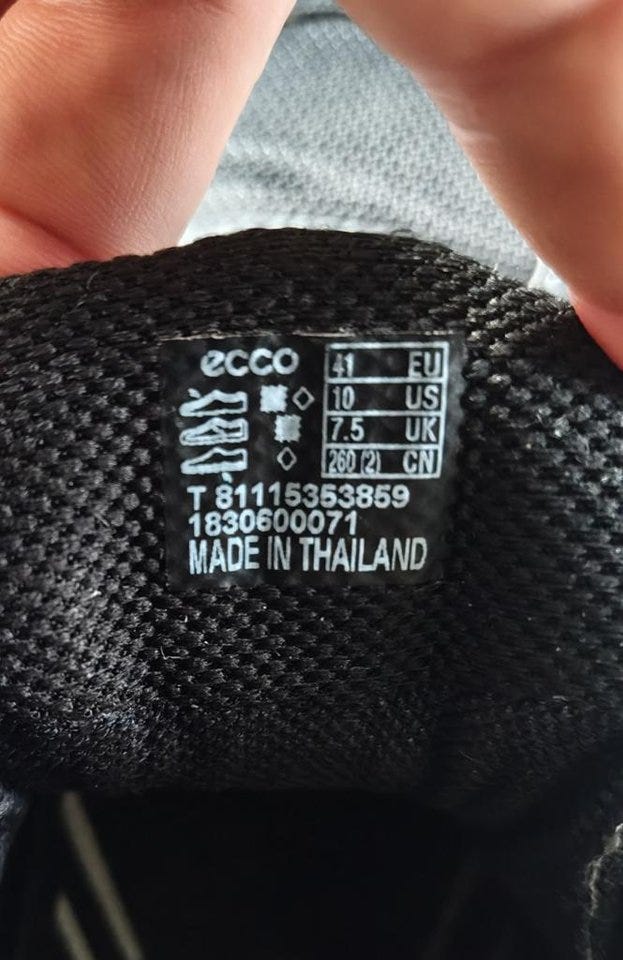 ecco
41 EU
10 US
7.5 UK
260 (2) CN
T 81115353859
1830600071
MADE IN THAILAND